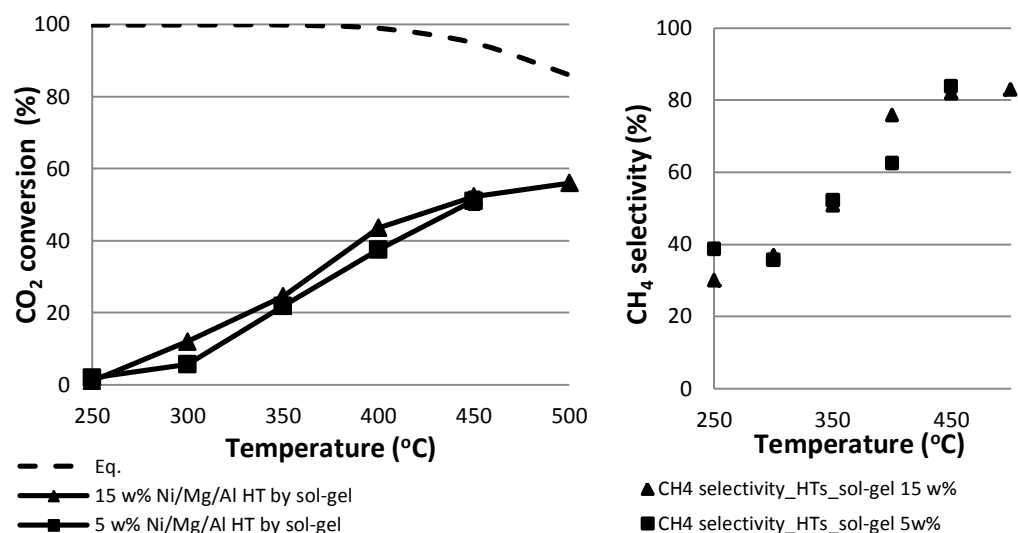 CO2 conversion (%)
100
80
60
40
20
0
250 300 350 400 450 500
Temperature (oC)
Eq.
15 w% Ni/Mg/Al HT by sol-gel
5 w% Ni/Mg/Al HT by sol-gel
CH4 selectivity (%)
100
80
60
40
20
0
250 350 450
Temperature (oC)
CH4 selectivity_HTs_sol-gel 15 w%
CH4 selectivity_HTs_sol-gel 5w%